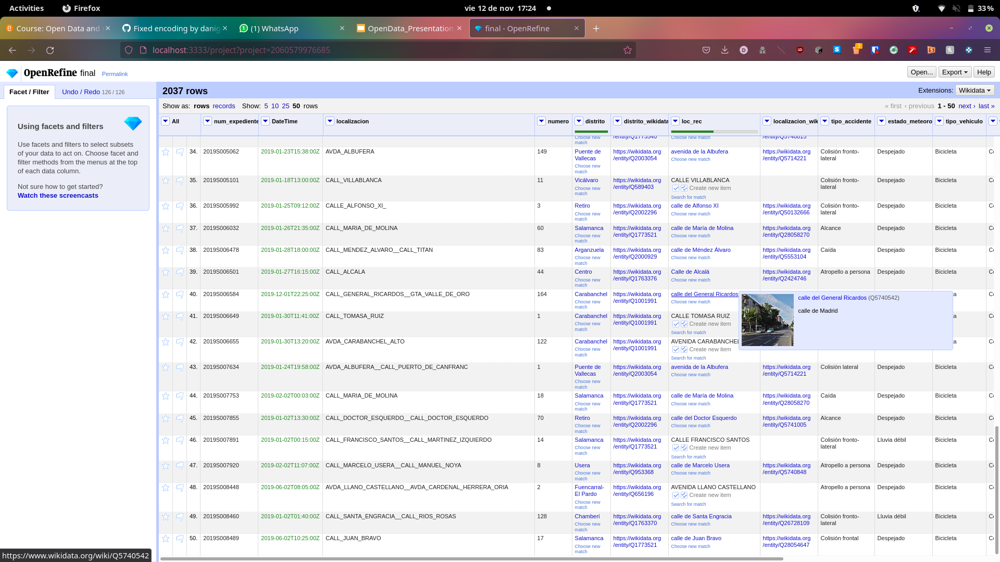 Activities Firefox vie 12 de nov 17:24 33%
Course: Open Data and Fixed encoding by danig (1) WhatsApp OpenData_Presentation final - OpenRefine
localhost:3333/project?project=2060579976685 3
OpenRefine final Permalink Open... Export Help
Facet / Filter Undo / Redo 126 / 126 2037 rows Extensions: Wikidata
Show as: rows records Show: 5 10 25 50 rows « first ‹ previous 1 - 50 next › last »
Using facets and filters
Use facets and filters to select subsets
of your data to act on. Choose facet and
filter methods from the menus at the top
of each data column.
Not sure how to get started?
Watch these screencasts
All num_expediente DateTime localizacion numero distrito distrito_wikidata loc_rec localizacion_wik tipo_accidente estado_meteoro tipo_vehiculo
Choose new match https://wikidata.org/entity/Q1773540 Choose new match /entity/Q5740815
34. 2019S005062 2019-01-23T15:38:00Z AVDA_ALBUFERA 149 Puente de Vallecas Choose new match https://wikidata.org/entity/Q2003054 avenida de la Albufera Choose new match https://wikidata.org/entity/Q5714221 Colisión fronto-lateral Despejado Bicicleta
35. 2019S005101 2019-01-18T13:00:00Z CALL_VILLABLANCA 11 Vicálvaro Choose new match https://wikidata.org/entity/Q589403 CALLE VILLABLANCA Create new item Search for match Colisión fronto-lateral Despejado Bicicleta
36. 2019S005992 2019-01-25T09:12:00Z CALLE_ALFONSO_XI_ 3 Retiro Choose new match https://wikidata.org/entity/Q2002296 calle de Alfonso XI Choose new match https://wikidata.org/entity/Q50132666 Colisión fronto-lateral Despejado Bicicleta
37. 2019S006032 2019-01-26T21:35:00Z CALL_MARIA_DE_MOLINA 60 Salamanca Choose new match https://wikidata.org/entity/Q1773521 calle de María de Molina Choose new match https://wikidata.org/entity/Q28058270 Alcance Despejado Bicicleta
38. 2019S006478 2019-01-28T18:00:00Z CALL_MENDEZ_ALVARO__CALL_TITAN 83 Arganzuela Choose new match https://wikidata.org/entity/Q2000929 calle de Méndez Álvaro Choose new match https://wikidata.org/entity/Q5553104 Caída Despejado Bicicleta
39. 2019S006501 2019-01-27T16:15:00Z CALL_ALCALA 44 Centro Choose new match https://wikidata.org/entity/Q1763376 Calle de Alcalá Choose new match https://wikidata.org/entity/Q2424746 Atropello a persona Despejado Bicicleta
40. 2019S006584 2019-12-01T22:25:00Z CALL_GENERAL_RICARDOS__GTA_VALLE_DE_ORO 164 Carabanchel Choose new match https://wikidata.org/entity/Q1001991 calle del General Ricardos Choose new match
calle del General Ricardos (Q5740542)
calle de Madrid
41. 2019S006649 2019-01-30T11:41:00Z CALL_TOMASA_RUIZ 1 Carabanchel Choose new match https://wikidata.org/entity/Q1001991 CALLE TOMASA RUIZ Create new item Search for match
42. 2019S006655 2019-01-30T13:20:00Z AVDA_CARABANCHEL_ALTO 122 Carabanchel Choose new match https://wikidata.org/entity/Q1001991 AVENIDA CARABANCHEL Create new item Search for match
43. 2019S007634 2019-01-24T19:58:00Z AVDA_ALBUFERA__CALL_PUERTO_DE_CANFRANC 1 Puente de Vallecas Choose new match https://wikidata.org/entity/Q2003054 avenida de la Albufera Choose new match https://wikidata.org/entity/Q5714221 Colisión lateral Despejado Bicicleta
44. 2019S007753 2019-02-02T00:03:00Z CALL_MARIA_DE_MOLINA 18 Salamanca Choose new match https://wikidata.org/entity/Q1773521 calle de María de Molina Choose new match https://wikidata.org/entity/Q28058270 Caída Despejado Bicicleta
45. 2019S007855 2019-01-02T13:30:00Z CALL_DOCTOR_ESQUERDO__CALL_DOCTOR_ESQUERDO 70 Retiro Choose new match https://wikidata.org/entity/Q2002296 calle del Doctor Esquerdo Choose new match https://wikidata.org/entity/Q5741005 Alcance Despejado Bicicleta
46. 2019S007891 2019-01-02T00:15:00Z CALL_FRANCISCO_SANTOS__CALL_MARTINEZ_IZQUIERDO 14 Salamanca Choose new match https://wikidata.org/entity/Q1773521 CALLE FRANCISCO SANTOS Create new item Search for match Colisión fronto-lateral Lluvia débil Bicicleta
47. 2019S007920 2019-02-02T11:07:00Z CALL_MARCELO_USERA__CALL_MANUEL_NOYA 8 Usera Choose new match https://wikidata.org/entity/Q953368 calle de Marcelo Usera Choose new match https://wikidata.org/entity/Q5740848 Atropello a persona Despejado Bicicleta
48. 2019S008448 2019-06-02T08:05:00Z AVDA_LLANO_CASTELLANO__AVDA_CARDENAL_HERRERA_ORIA 2 Fuencarral-El Pardo Choose new match https://wikidata.org/entity/Q656196 AVENIDA LLANO CASTELLANO Create new item Search for match Atropello a persona Despejado Bicicleta
49. 2019S008460 2019-01-02T01:40:00Z CALL_SANTA_ENGRACIA__CALL_RIOS_ROSAS 128 Chamberí Choose new match https://wikidata.org/entity/Q1763370 calle de Santa Engracia Choose new match https://wikidata.org/entity/Q26728109 Colisión fronto-lateral Lluvia débil Bicicleta
50. 2019S008489 2019-06-02T10:25:00Z CALL_JUAN_BRAVO 17 Salamanca Choose new match https://wikidata.org/entity/Q1773521 calle de Juan Bravo Choose new match https://wikidata.org/entity/Q28054647 Colisión frontal Despejado Bicicleta
https://www.wikidata.org/wiki/Q5740542